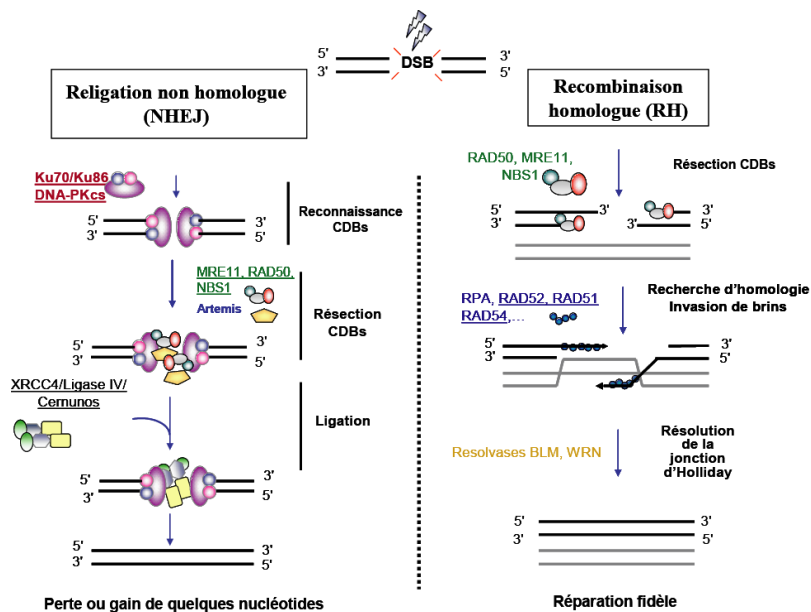 5'
3'
DSB
3'
5'
Religation non homologue
(NHEJ)
Ku70/Ku86
DNA-PKcs
5'
3'
3'
5'
Reconnaissance
CDBs
MRE11, RAD50,
NBS1
Artemis
Résection
CDBs
5'
3'
3'
5'
XRCC4/Ligase IV/
Cernunos
Ligation
5'
3'
3'
5'
5'
3'
3'
5'
Perte ou gain de quelques nucléotides
Recombinaison
homologue (RH)
RAD50, MRE11,
NBS1
Résection CDBs
5'
3'
3'
3'
3'
5'
RPA, RAD52, RAD51
RAD54,...
Recherche d'homologie
Invasion de brins
5'
3'
3'
5'
Resolvases BLM, WRN
Résolution
de la
jonction
d'Holliday
5'
3'
3'
5'
Réparation fidèle